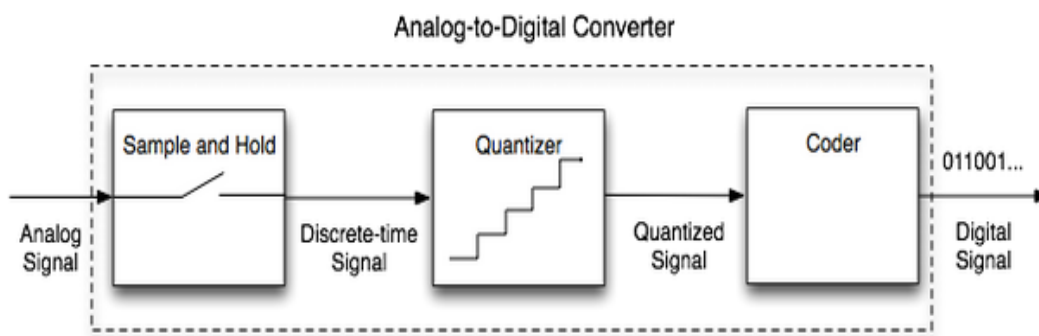 Analog-to-Digital Converter
Sample and Hold
Quantizer
Coder
011001...
Analog
Signal
Discrete-time
Signal
Quantized
Signal
Digital
Signal